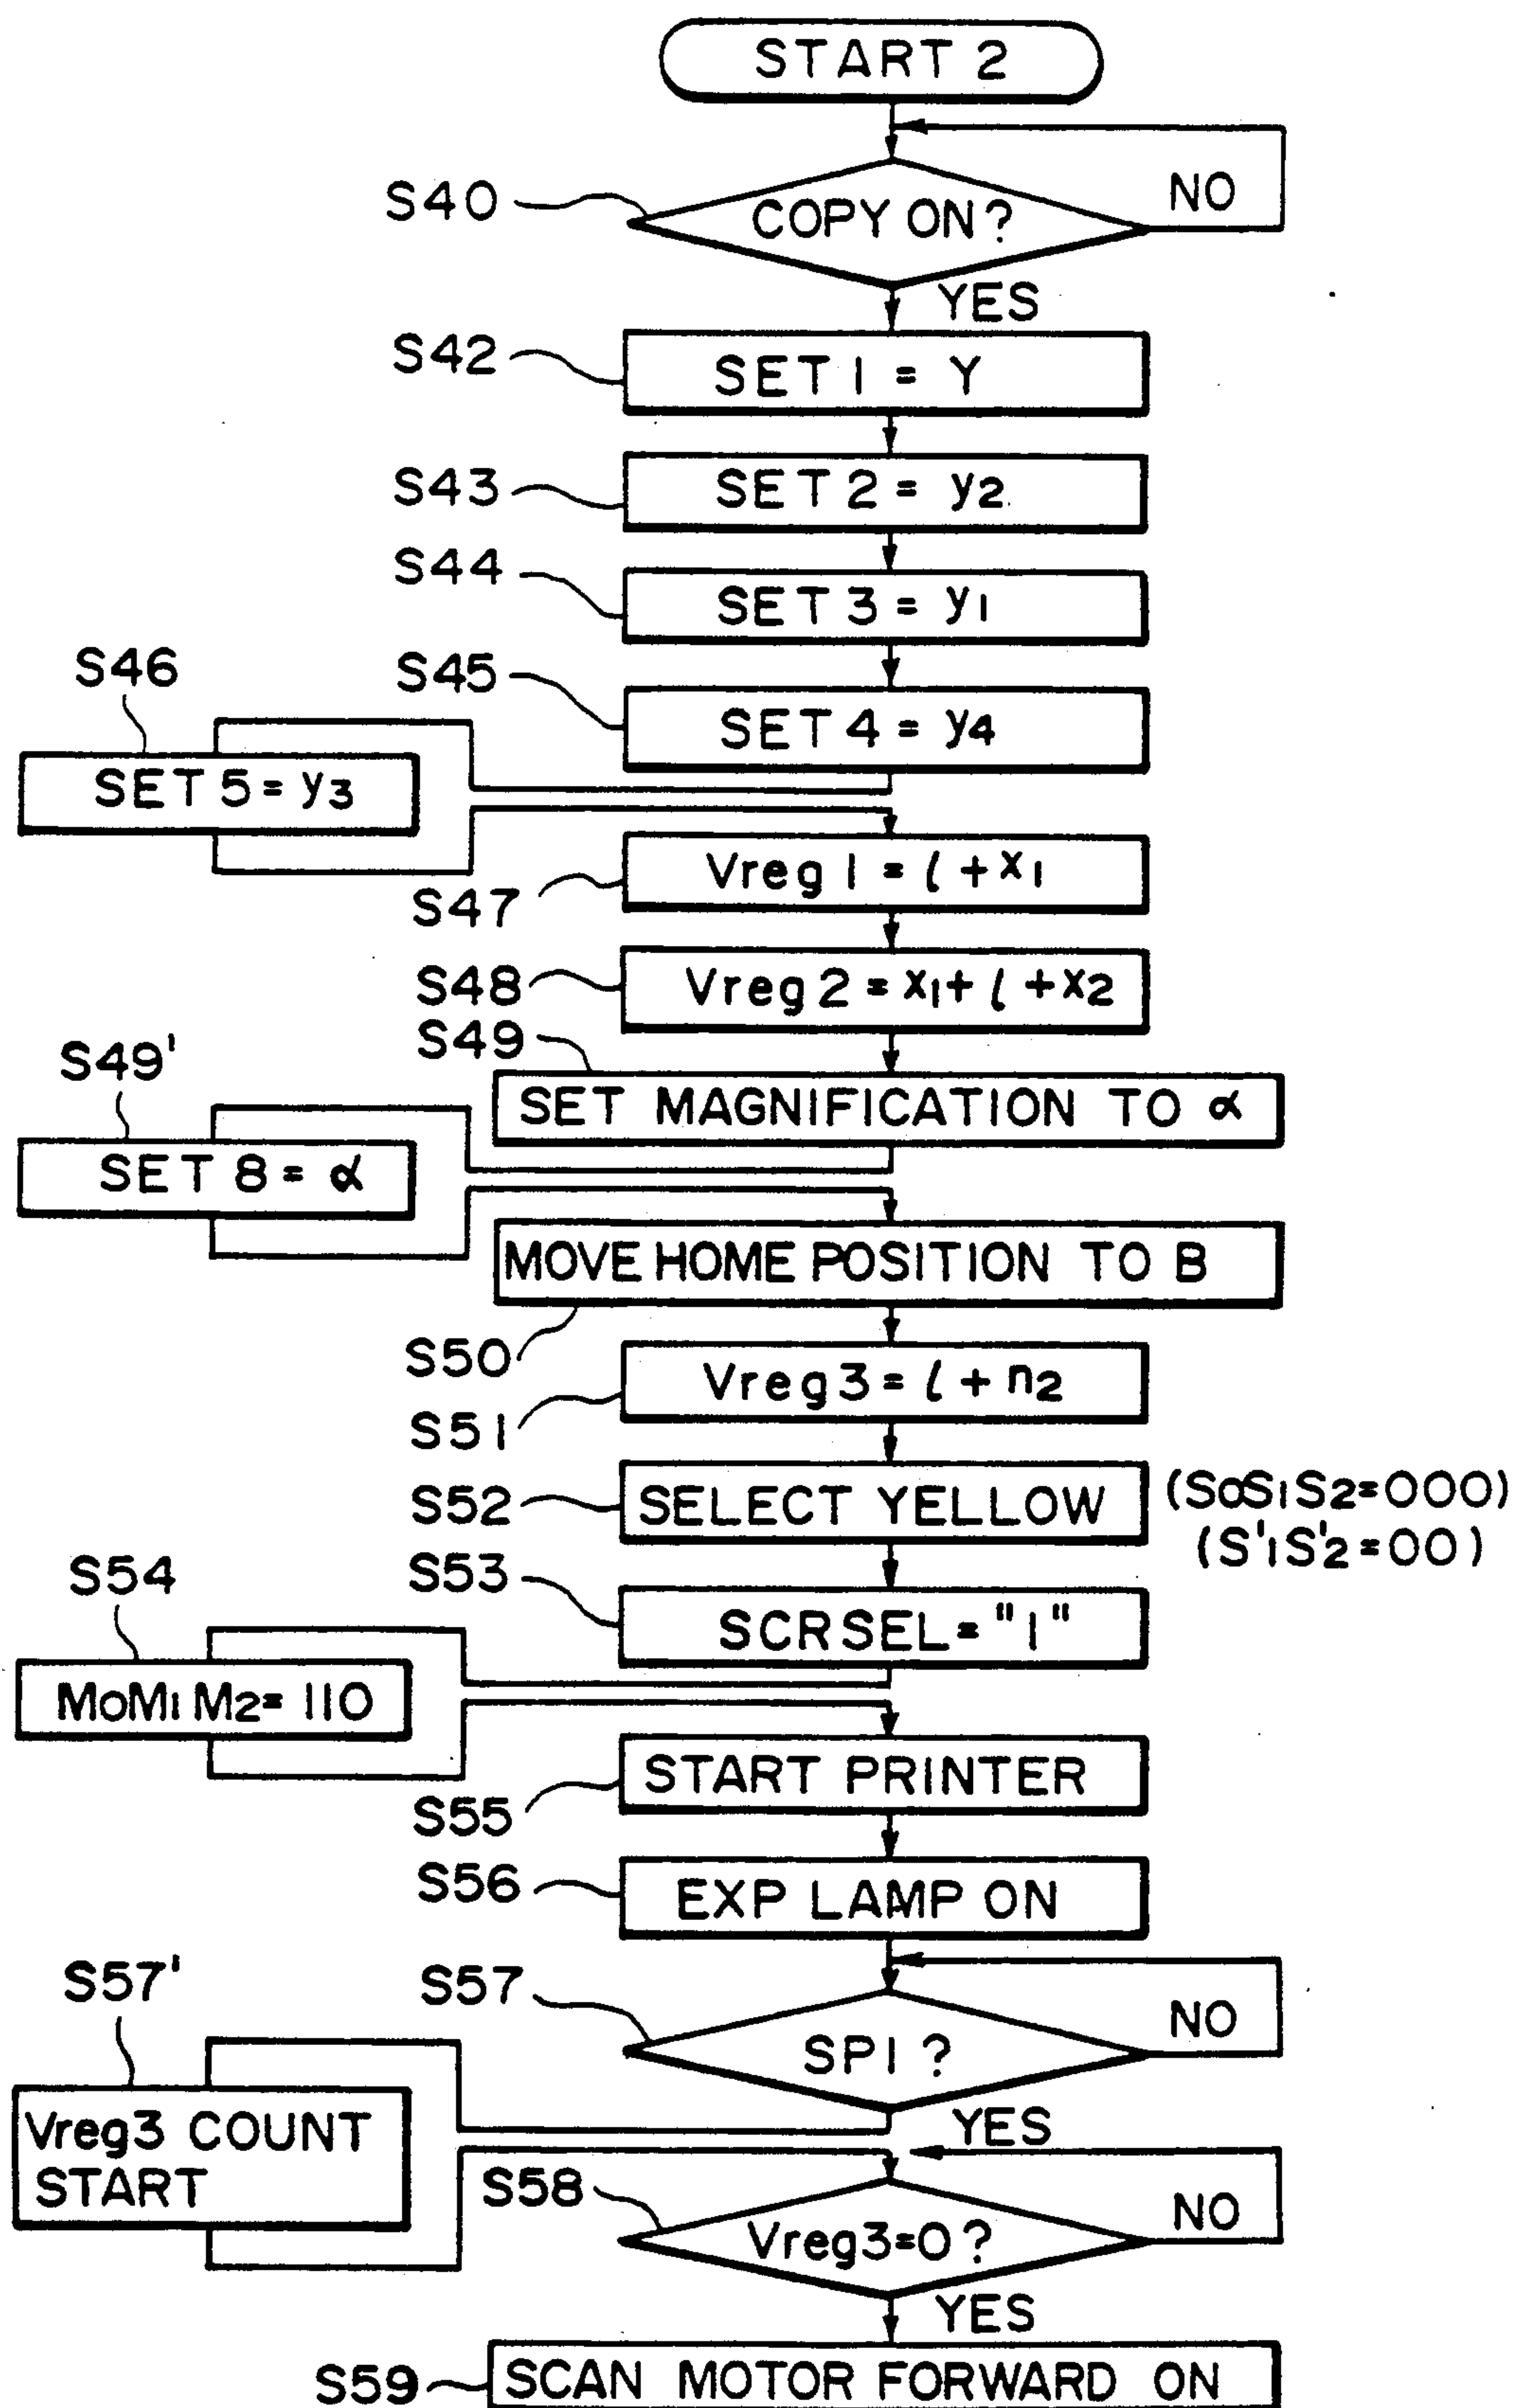 START 2
S40
COPY ON?
NO
YES
S42
SET 1 = Y
S43
SET 2 = y2
S44
SET 3 = y1
S45
SET 4 = y4
S46
SET 5 = y3
S47
Vreg 1 = l + x1
S48
Vreg 2 = x1 + l + x2
S49
SET MAGNIFICATION TO α
S49'
SET 8 = α
MOVE HOME POSITION TO B
S50
Vreg 3 = l + n2
S51
S52
SELECT YELLOW
(S0S1S2=000)
(S'1S'2=00)
S53
SCRSEL="1"
S54
M0M1M2=110
START PRINTER
S55
S56
EXP LAMP ON
S57
SP1?
NO
YES
S57'
Vreg3 COUNT
START
S58
Vreg3=0?
NO
YES
S59
SCAN MOTOR FORWARD ON